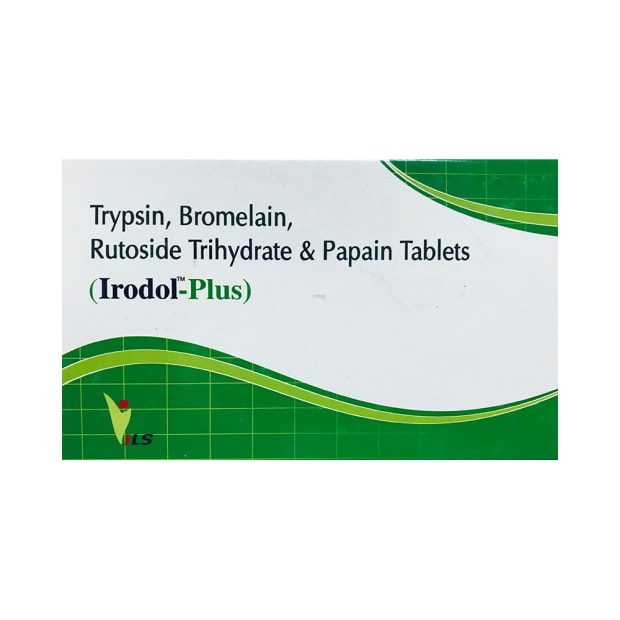 Trypsin, Bromelain,
Rutoside Trihydrate & Papain Tablets
(Irodol™-Plus)
ILS